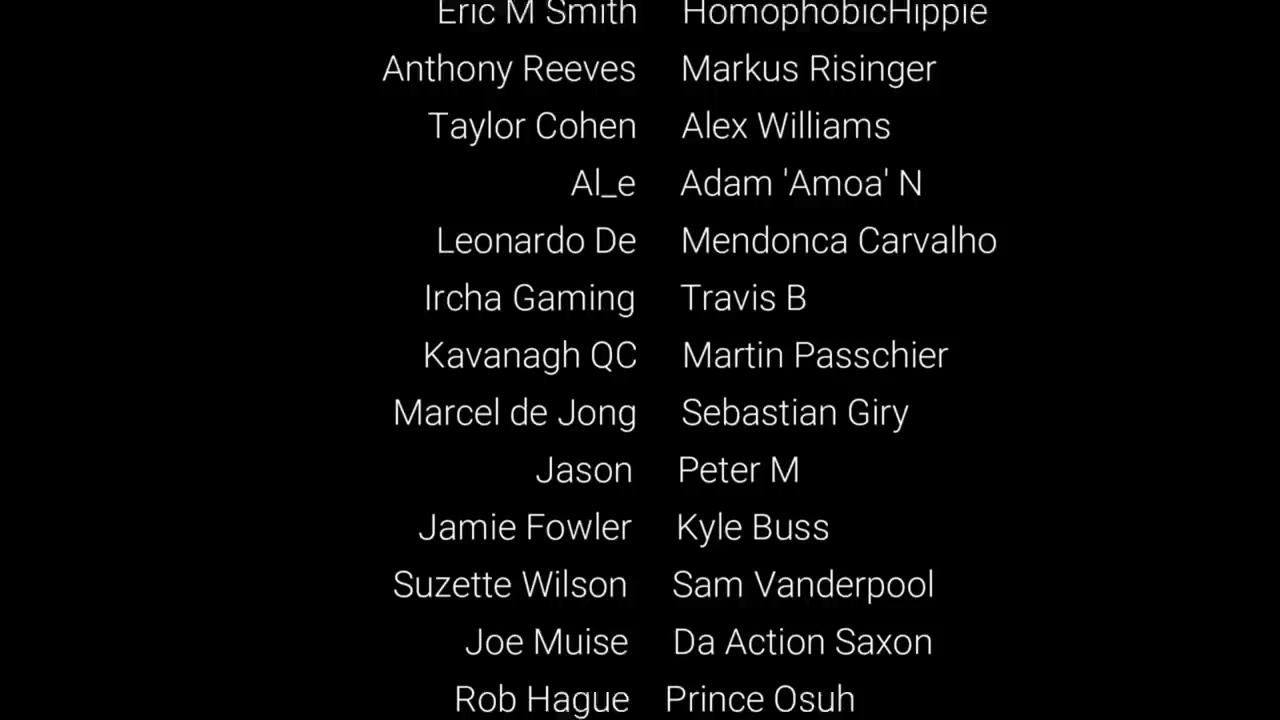 Eric M Smith HomophobicHippie
Anthony Reeves Markus Risinger
Taylor Cohen Alex Williams
Al_e Adam 'Amoa' N
Leonardo De Mendonca Carvalho
Ircha Gaming Travis B
Kavanagh QC Martin Passchier
Marcel de Jong Sebastian Giry
Jason Peter M
Jamie Fowler Kyle Buss
Suzette Wilson Sam Vanderpool
Joe Muise Da Action Saxon
Rob Hague Prince Osuh